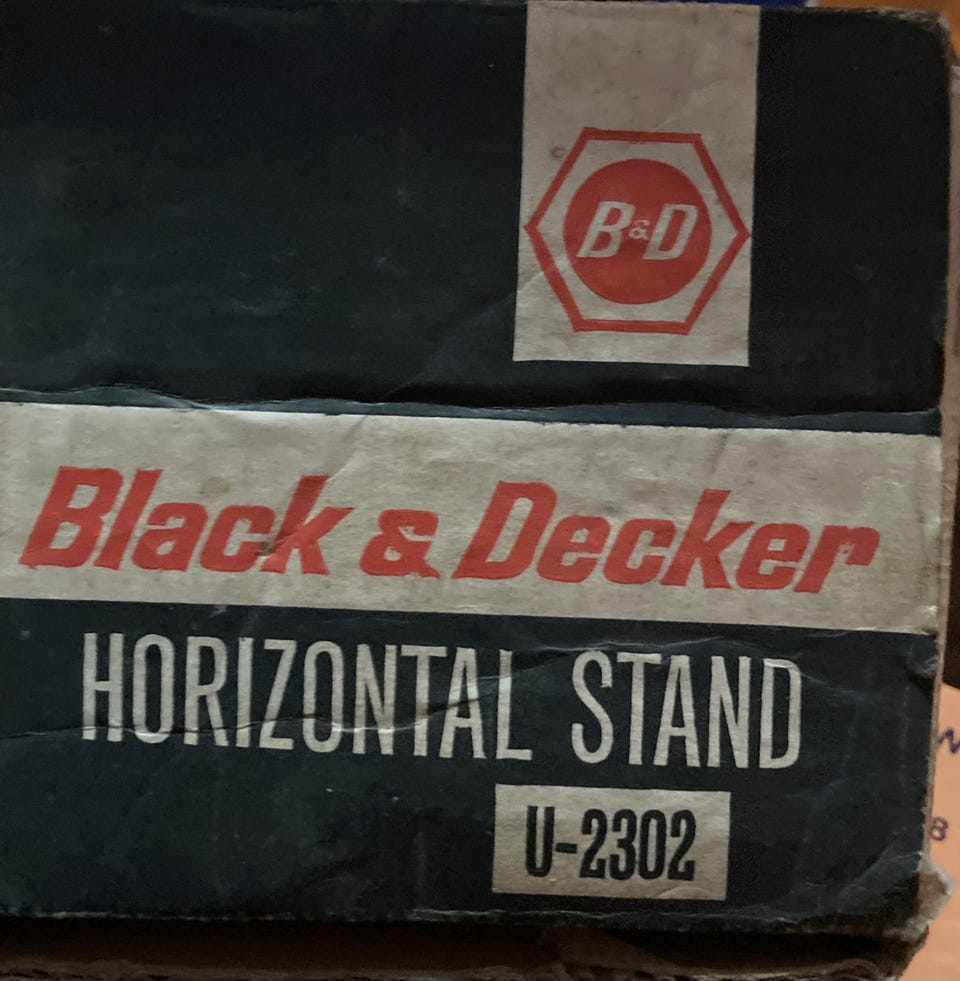 B&D
Black & Decker
HORIZONTAL STAND
U-2302